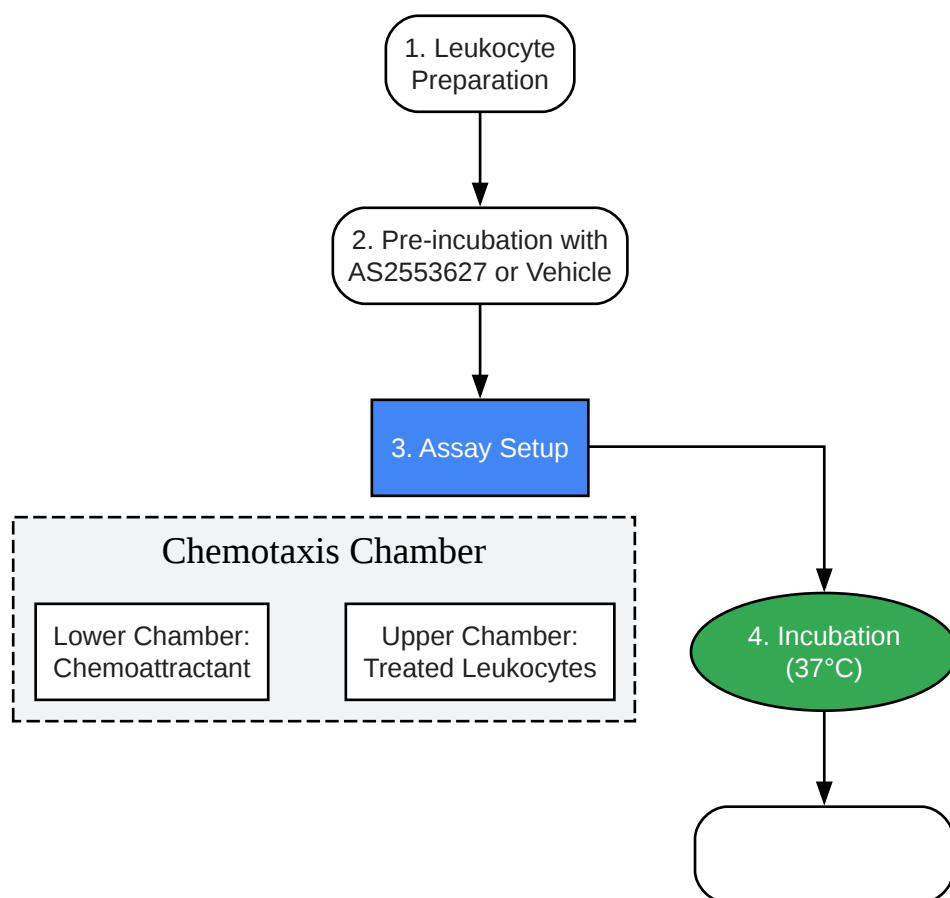 1. Leukocyte
Preparation
2. Pre-incubation with
AS2553627 or Vehicle
3. Assay Setup
Chemotaxis Chamber
Lower Chamber:
Chemoattractant
Upper Chamber:
Treated Leukocytes
4. Incubation
(37°C)